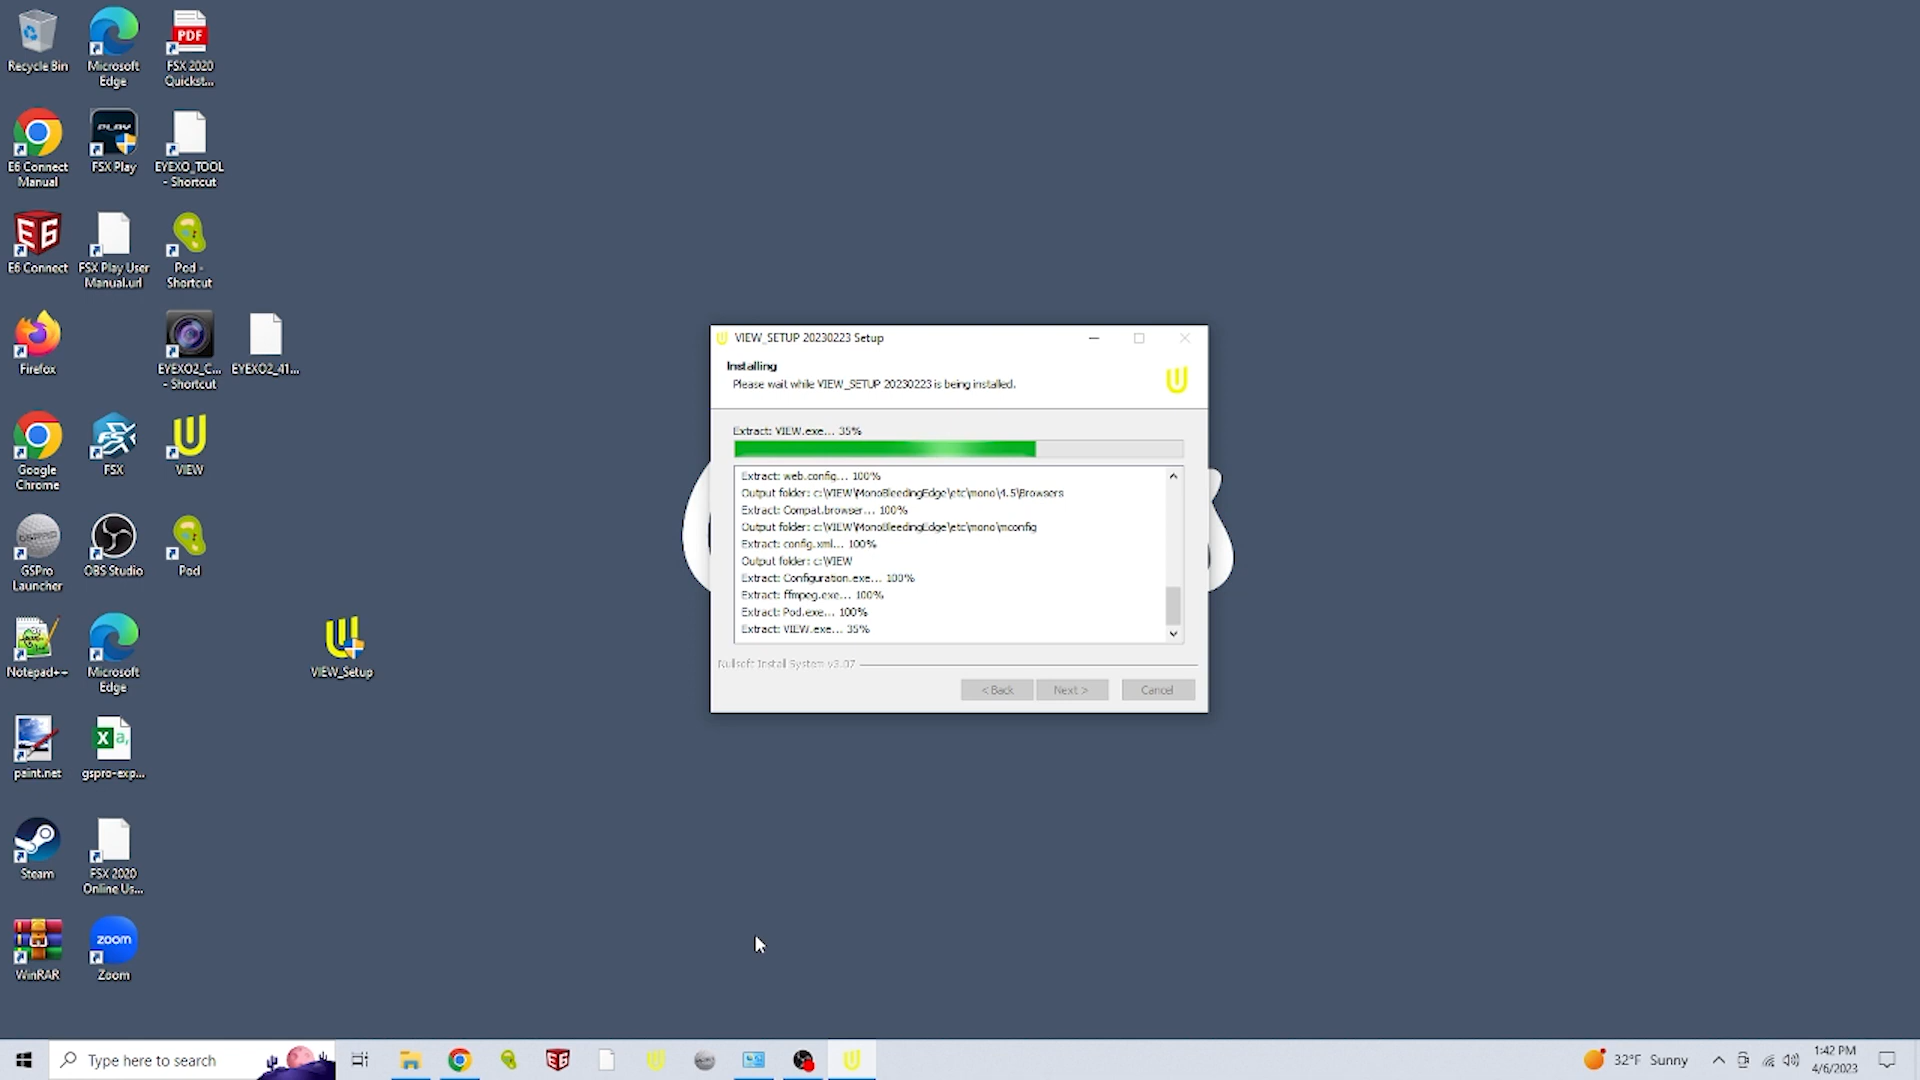 Recycle Bin
Microsoft
Edge
PDF
FSX 2020
Quickst...
E6 Connect
Manual
PLAY
FSX Play
EYEXO_TOOL
- Shortcut
E6
E6 Connect
FSX Play User
Manual.url
Pod -
Shortcut
Firefox
EYEXO2_C...
- Shortcut
EYEXO2_41...
Google
Chrome
FSX
VIEW
GSPRO
GSPro
Launcher
OBS Studio
Pod
Notepad++
Microsoft
Edge
VIEW_Setup
paint.net
X a,
gspro-exp...
Steam
FSX 2020
Online Us...
WinRAR
zoom
Zoom
VIEW_SETUP 20230223 Setup
Installing
Please wait while VIEW_SETUP 20230223 is being installed.
Extract: VIEW.exe... 35%
Extract: web.config... 100%
Output folder: c:\VIEW\MonoBleedingEdge\etc\mono\4.5\Browsers
Extract: Compat.browser... 100%
Output folder: c:\VIEW\MonoBleedingEdge\etc\mono\mconfig
Extract: config.xml... 100%
Output folder: c:\VIEW
Extract: Configuration.exe... 100%
Extract: ffmpeg.exe... 100%
Extract: Pod.exe... 100%
Extract: VIEW.exe... 35%
Nullsoft Install System v3.07
< Back
Next >
Cancel
Type here to search
E6
32°F Sunny
1:42 PM
4/6/2023